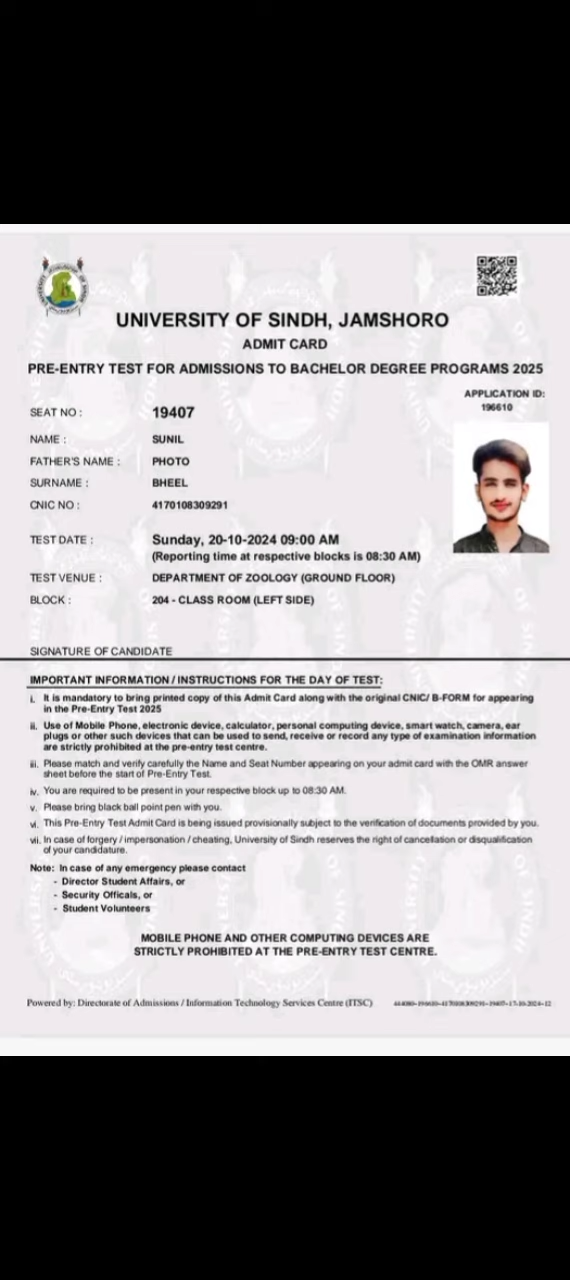 UNIVERSITY OF SINDH, JAMSHORO
ADMIT CARD
PRE-ENTRY TEST FOR ADMISSIONS TO BACHELOR DEGREE PROGRAMS 2025
APPLICATION ID:
196610
SEAT NO : 19407
NAME : SUNIL
FATHER'S NAME : PHOTO
SURNAME : BHEEL
CNIC NO : 4170108309291
TEST DATE : Sunday, 20-10-2024 09:00 AM
(Reporting time at respective blocks is 08:30 AM)
TEST VENUE : DEPARTMENT OF ZOOLOGY (GROUND FLOOR)
BLOCK : 204 - CLASS ROOM (LEFT SIDE)
SIGNATURE OF CANDIDATE
IMPORTANT INFORMATION / INSTRUCTIONS FOR THE DAY OF TEST:
i. It is mandatory to bring printed copy of this Admit Card along with the original CNIC/ B-FORM for appearing
in the Pre-Entry Test 2025
ii. Use of Mobile Phone, electronic device, calculator, personal computing device, smart watch, camera, ear
plugs or other such devices that can be used to send, receive or record any type of examination information
are strictly prohibited at the pre-entry test centre.
iii. Please match and verify carefully the Name and Seat Number appearing on your admit card with the OMR answer
sheet before the start of Pre-Entry Test.
iv. You are required to be present in your respective block up to 08:30 AM.
v. Please bring black ball point pen with you.
vi. This Pre-Entry Test Admit Card is being issued provisionally subject to the verification of documents provided by you.
vii. In case of forgery / impersonation / cheating, University of Sindh reserves the right of cancellation or disqualification
of your candidature.
Note: In case of any emergency please contact
- Director Student Affairs, or
- Security Officals, or
- Student Volunteers
MOBILE PHONE AND OTHER COMPUTING DEVICES ARE
STRICTLY PROHIBITED AT THE PRE-ENTRY TEST CENTRE.
Powered by: Directorate of Admissions / Information Technology Services Centre (ITSC)